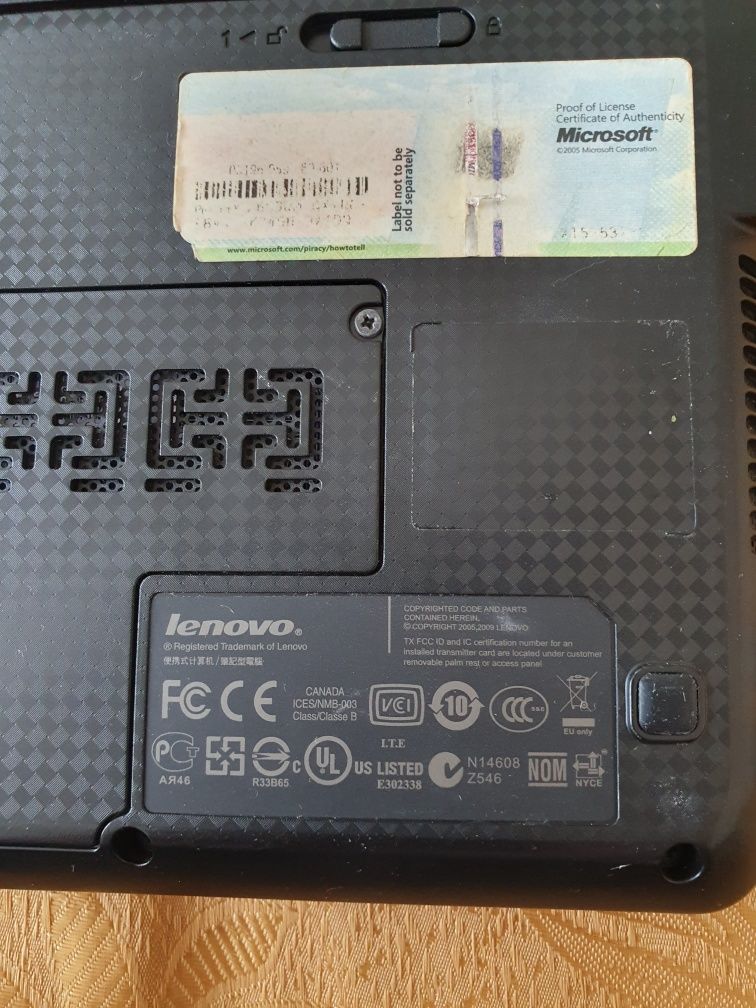 1
Proof of License
Certificate of Authenticity
Microsoft®
©2005 Microsoft Corporation
Label not to be
sold separately
www.microsoft.com/piracy/howtotell
lenovo®
® Registered Trademark of Lenovo
便携式计算机/筆記型電腦
COPYRIGHTED CODE AND PARTS
CONTAINED HEREIN.
© COPYRIGHT 2005,2009 LENOVO
TX FCC ID and IC certification number for an
installed transmitter card are located under customer
removable palm rest or access panel
FC CE
CANADA
ICES/NMB-003
Class/Classe B
VCI
10
CCC
S&E
EU only
PCT
АЯ46
R33B65
I.T.E
C UL US LISTED
E302338
N14608
Z546
NOM
NYCE